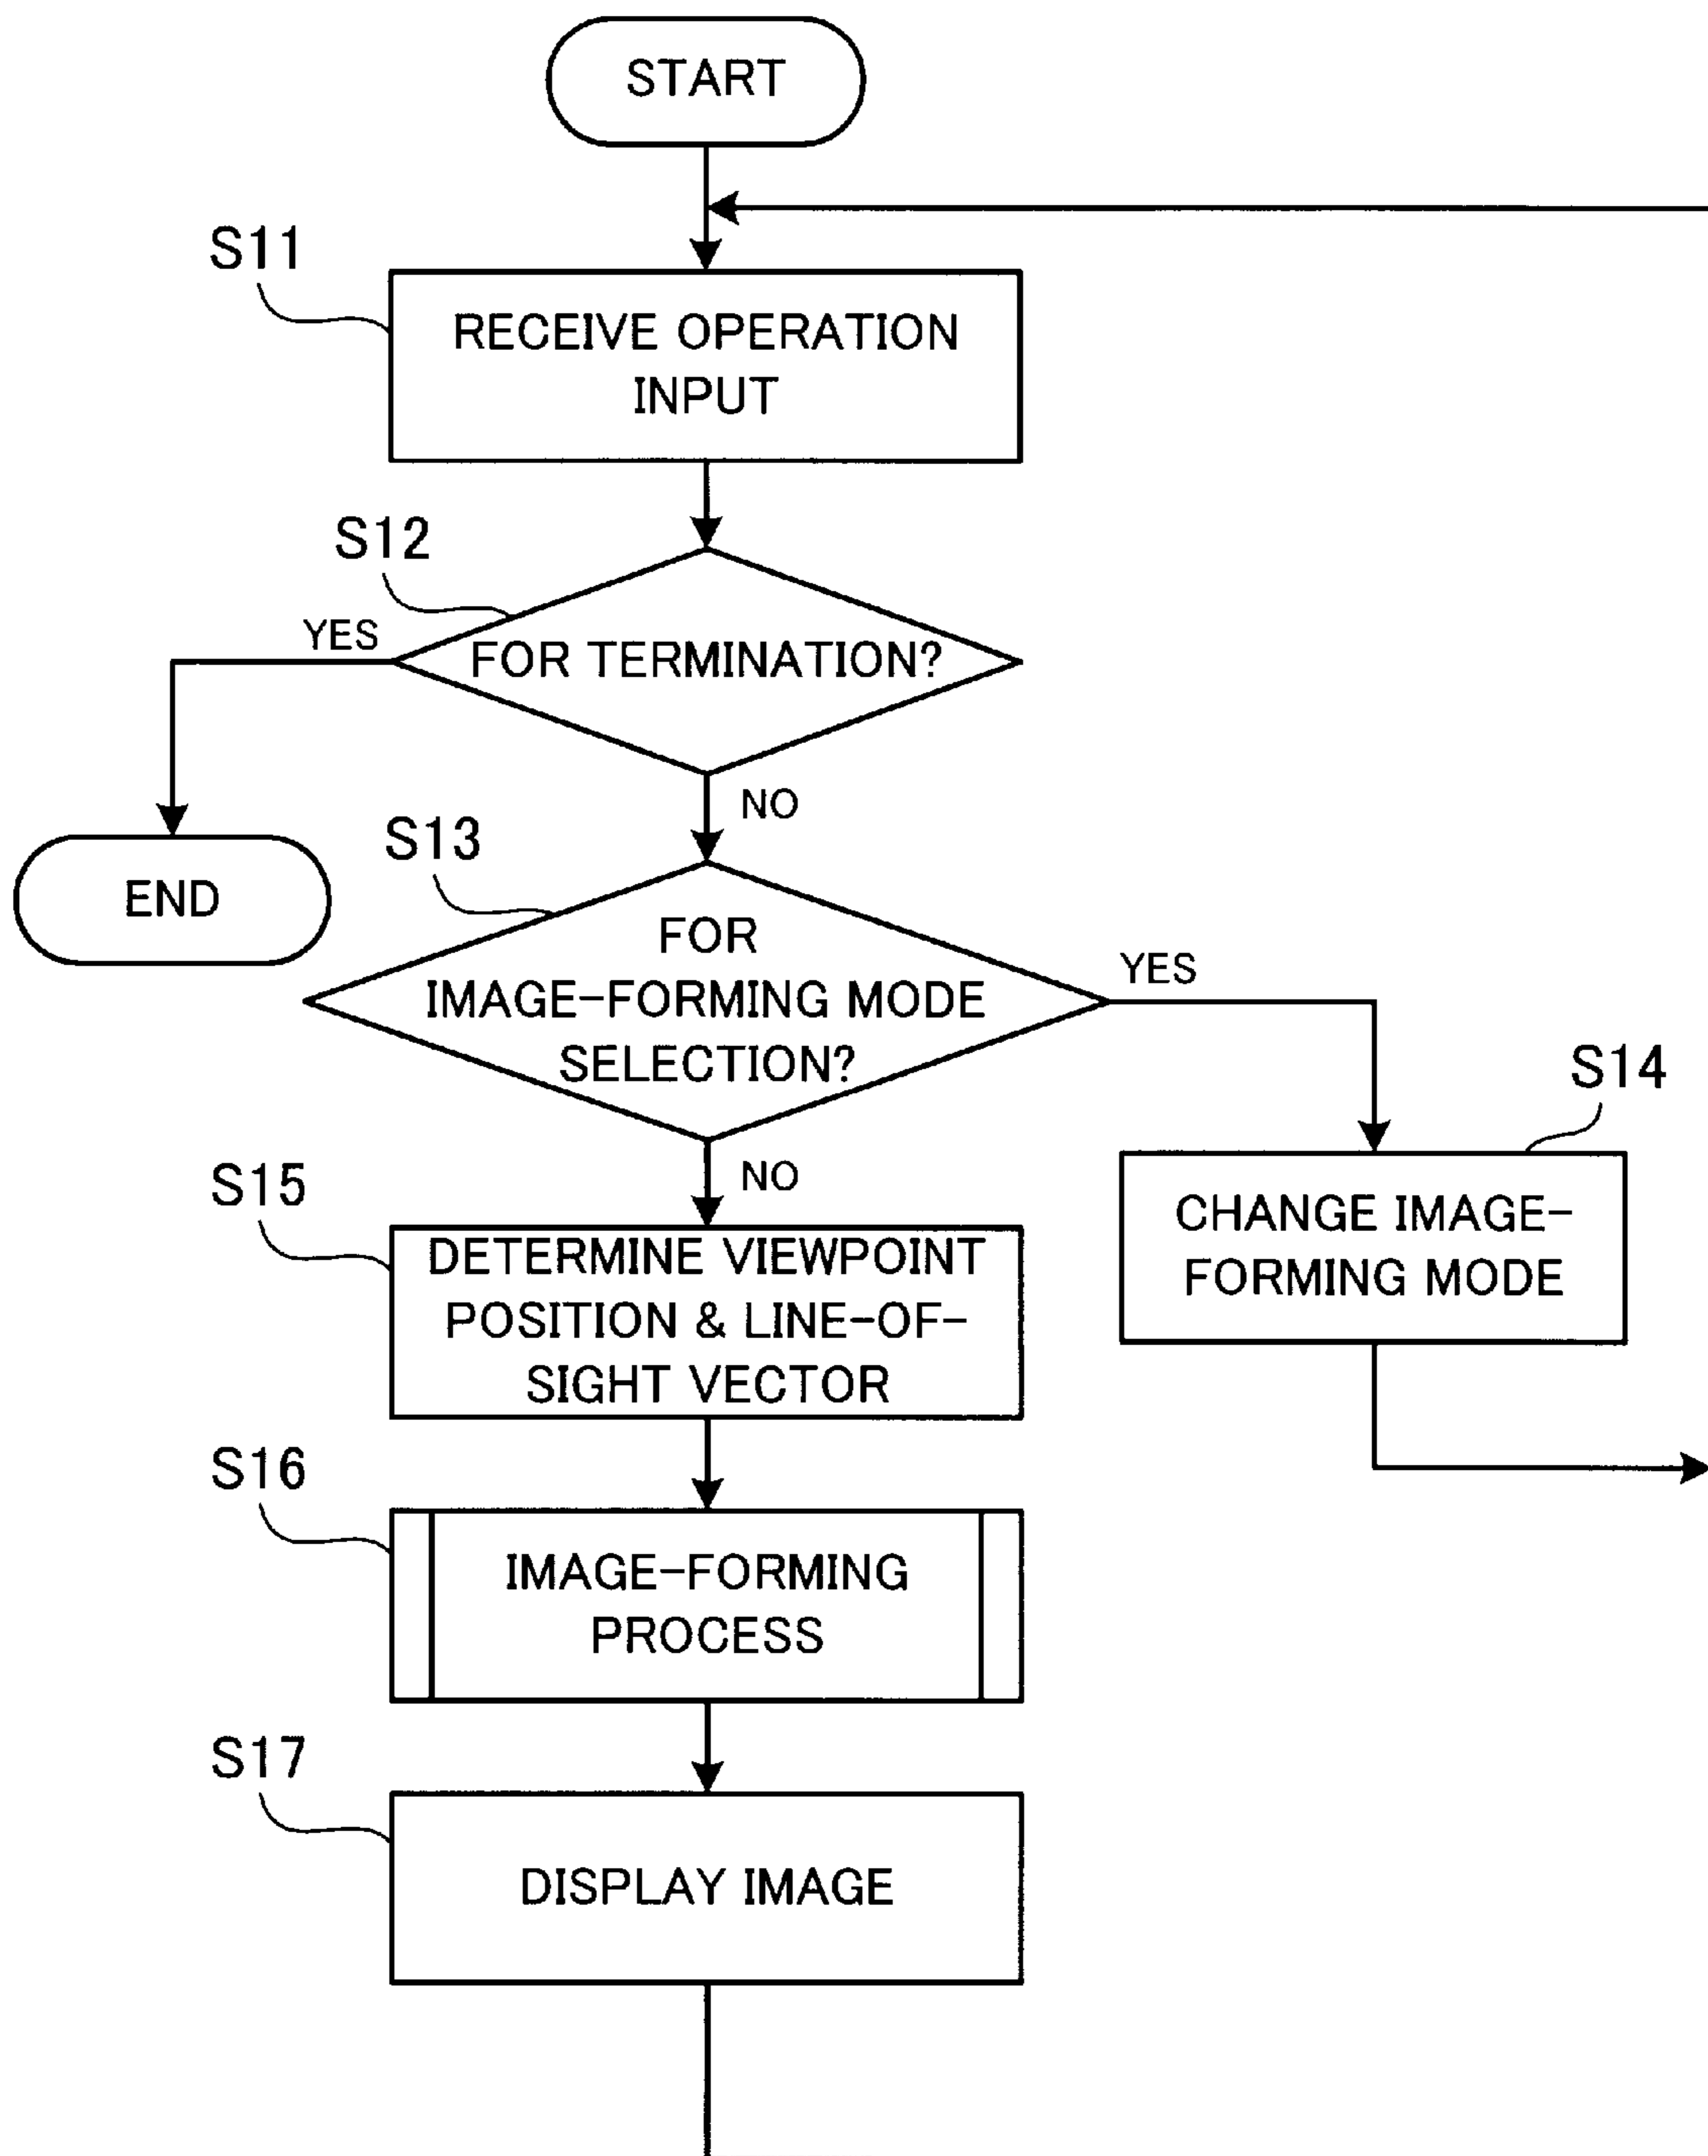 START
S11
RECEIVE OPERATION
INPUT
S12
YES
FOR TERMINATION?
NO
END
S13
FOR
IMAGE-FORMING MODE
SELECTION?
YES
NO
S14
CHANGE IMAGE-
FORMING MODE
S15
DETERMINE VIEWPOINT
POSITION & LINE-OF-
SIGHT VECTOR
S16
IMAGE-FORMING
PROCESS
S17
DISPLAY IMAGE